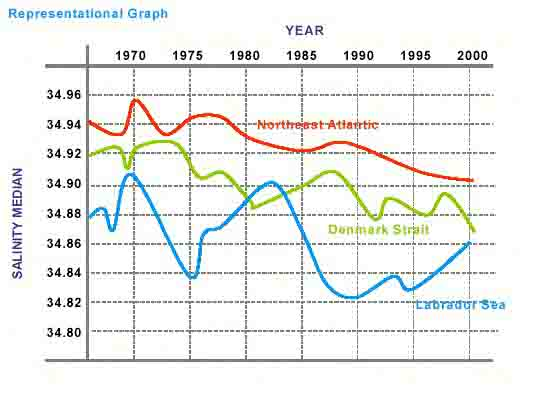 Representational Graph
YEAR
1970 1975 1980 1985 1990 1995 2000
34.96
34.94
Northeast Atlantic
34.92
34.90
34.88
Denmark Strait
34.86
34.84
34.82
Labrador Sea
34.80
SALINITY MEDIAN